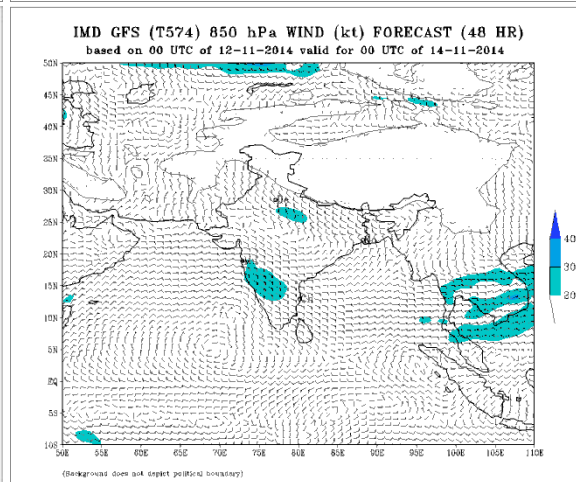 IMD GFS (T574) 850 hPa WIND (kt) FORECAST (48 HR)
based on 00 UTC of 12-11-2014 valid for 00 UTC of 14-11-2014
50N
45N
40N
35N
30N
25N
20N
15N
10N
5N
EQ
5S
10S
50E 55E 60E 65E 70E 75E 80E 85E 90E 95E 100E 105E 110E
40
30
20
(Background does not depict political boundary)